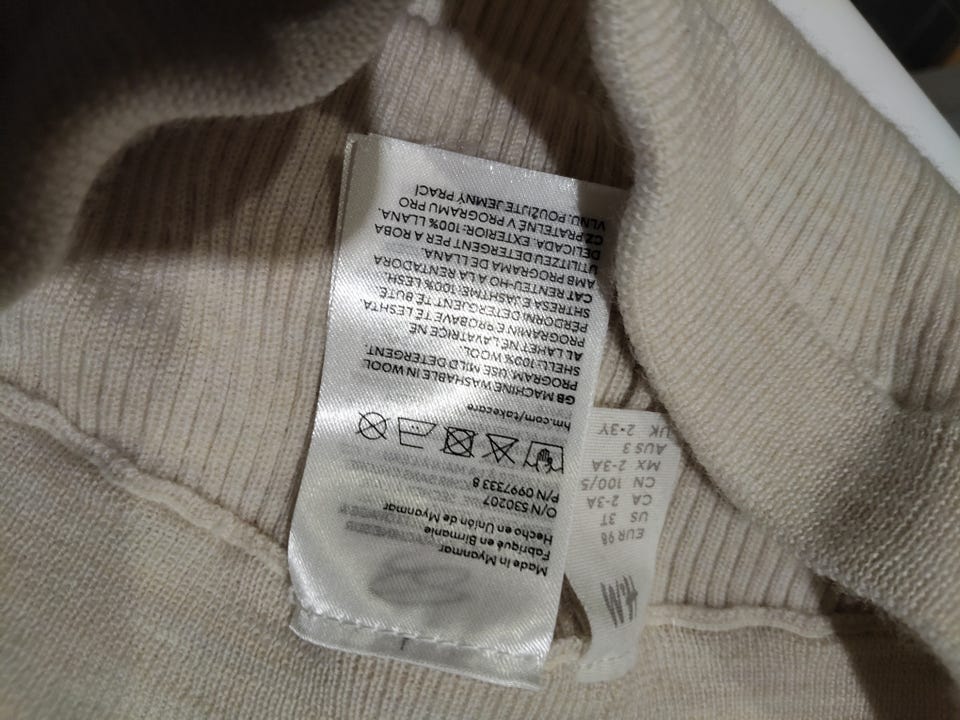 H&M
EUR 98
US 3T
CA 2-3A
CN 100/5
MX 2-3A
AUS 3
UK 2-3Y
Made in Myanmar
Fabriqué en Birmanie
Hecho en Unión de Myanmar
O/N 530207
P/N 0997333 8
hm.com/takecare
GB MACHINE WASHABLE IN WOOL
PROGRAM. USE MILD DETERGENT.
SHELL: 100% WOOL
AL LAHET NË LAVATRICE NË
PROGRAMIN E PROBAVE TË LESHTA.
PERDORNI DETERGJENT TË BUTË.
SHTRESA E JASHTME: 100% LESH.
CAT RENTEU-HO A LA RENTADORA
AMB PROGRAMA DE LLANA.
UTILITZEU DETERGENT PER A ROBA
DELICADA. EXTERIOR: 100% LLANA.
CZ PRATELNÉ V PROGRAMU PRO
VLNU. POUŽIJTE JEMNÝ PRACÍ